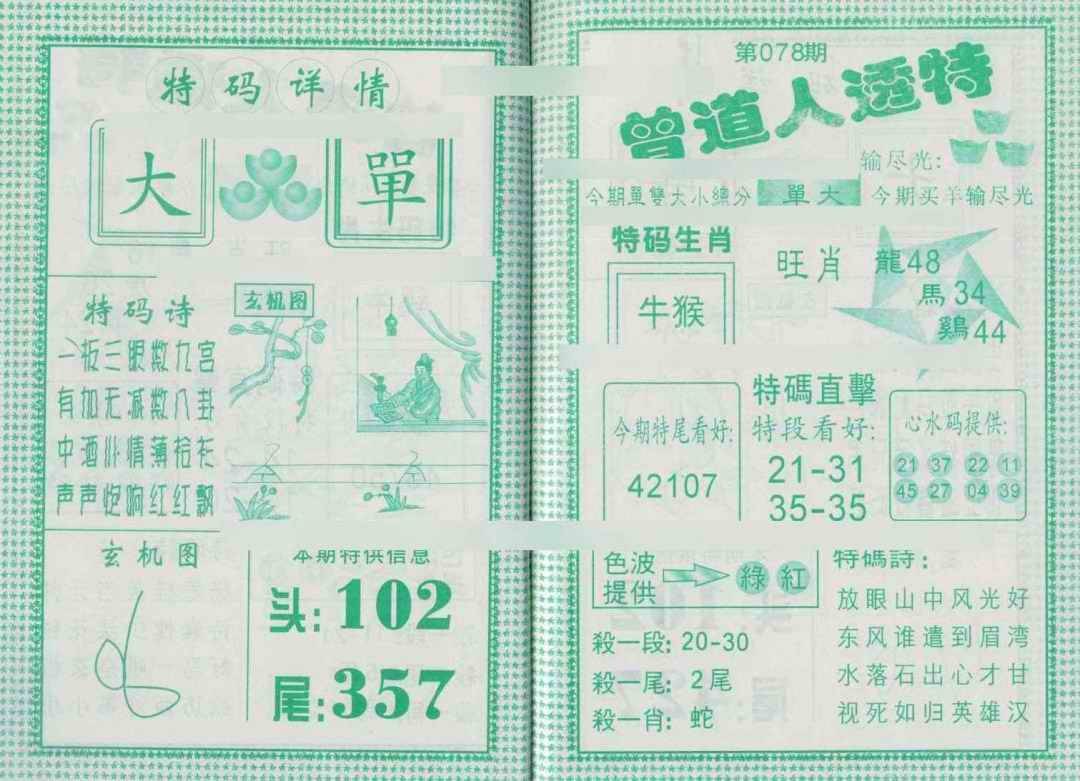 特码详情
大 單
特码诗
一板三眼数九宫
有加无减数八卦
中酒心情薄拾衫
声声炮响红红飘
玄机图
玄机图
本期特供信息
头:102
尾:357
第078期
曾道人透特
输尽光:
今期單雙大小總分 單大 今期买羊输尽光
特码生肖
牛猴
旺肖
龍48
馬34
鷄44
今期特尾看好:
42107
特碼直擊
特段看好:
21-31
35-35
心水码提供:
21 37 22 11
45 27 04 39
色波
提供
綠 紅
殺一段: 20-30
殺一尾: 2尾
殺一肖: 蛇
特碼詩:
放眼山中风光好
东风谁遣到眉湾
水落石出心才甘
视死如归英雄汉